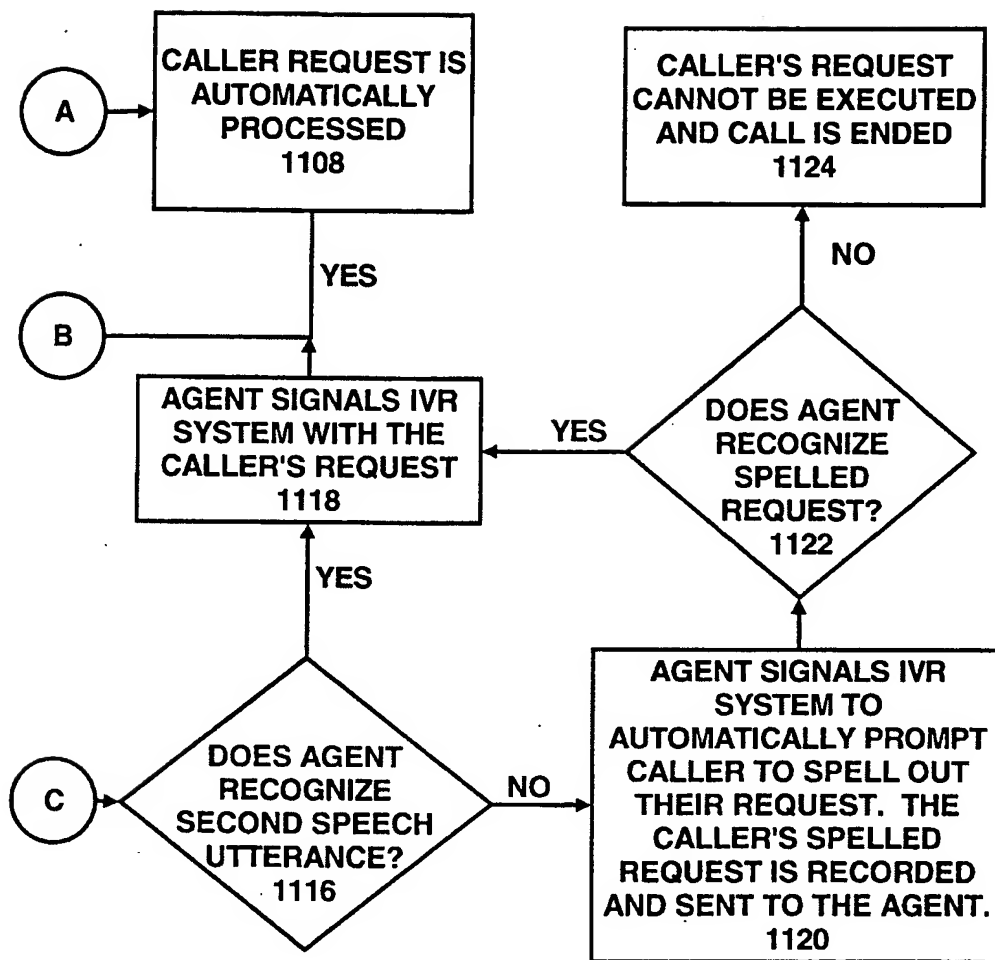 A
CALLER REQUEST IS
AUTOMATICALLY
PROCESSED
1108
CALLER'S REQUEST
CANNOT BE EXECUTED
AND CALL IS ENDED
1124
YES
NO
B
AGENT SIGNALS IVR
SYSTEM WITH THE
CALLER'S REQUEST
1118
YES
DOES AGENT
RECOGNIZE
SPELLED
REQUEST?
1122
YES
C
DOES AGENT
RECOGNIZE
SECOND SPEECH
UTTERANCE?
1116
NO
AGENT SIGNALS IVR
SYSTEM TO
AUTOMATICALLY PROMPT
CALLER TO SPELL OUT
THEIR REQUEST. THE
CALLER'S SPELLED
REQUEST IS RECORDED
AND SENT TO THE AGENT.
1120